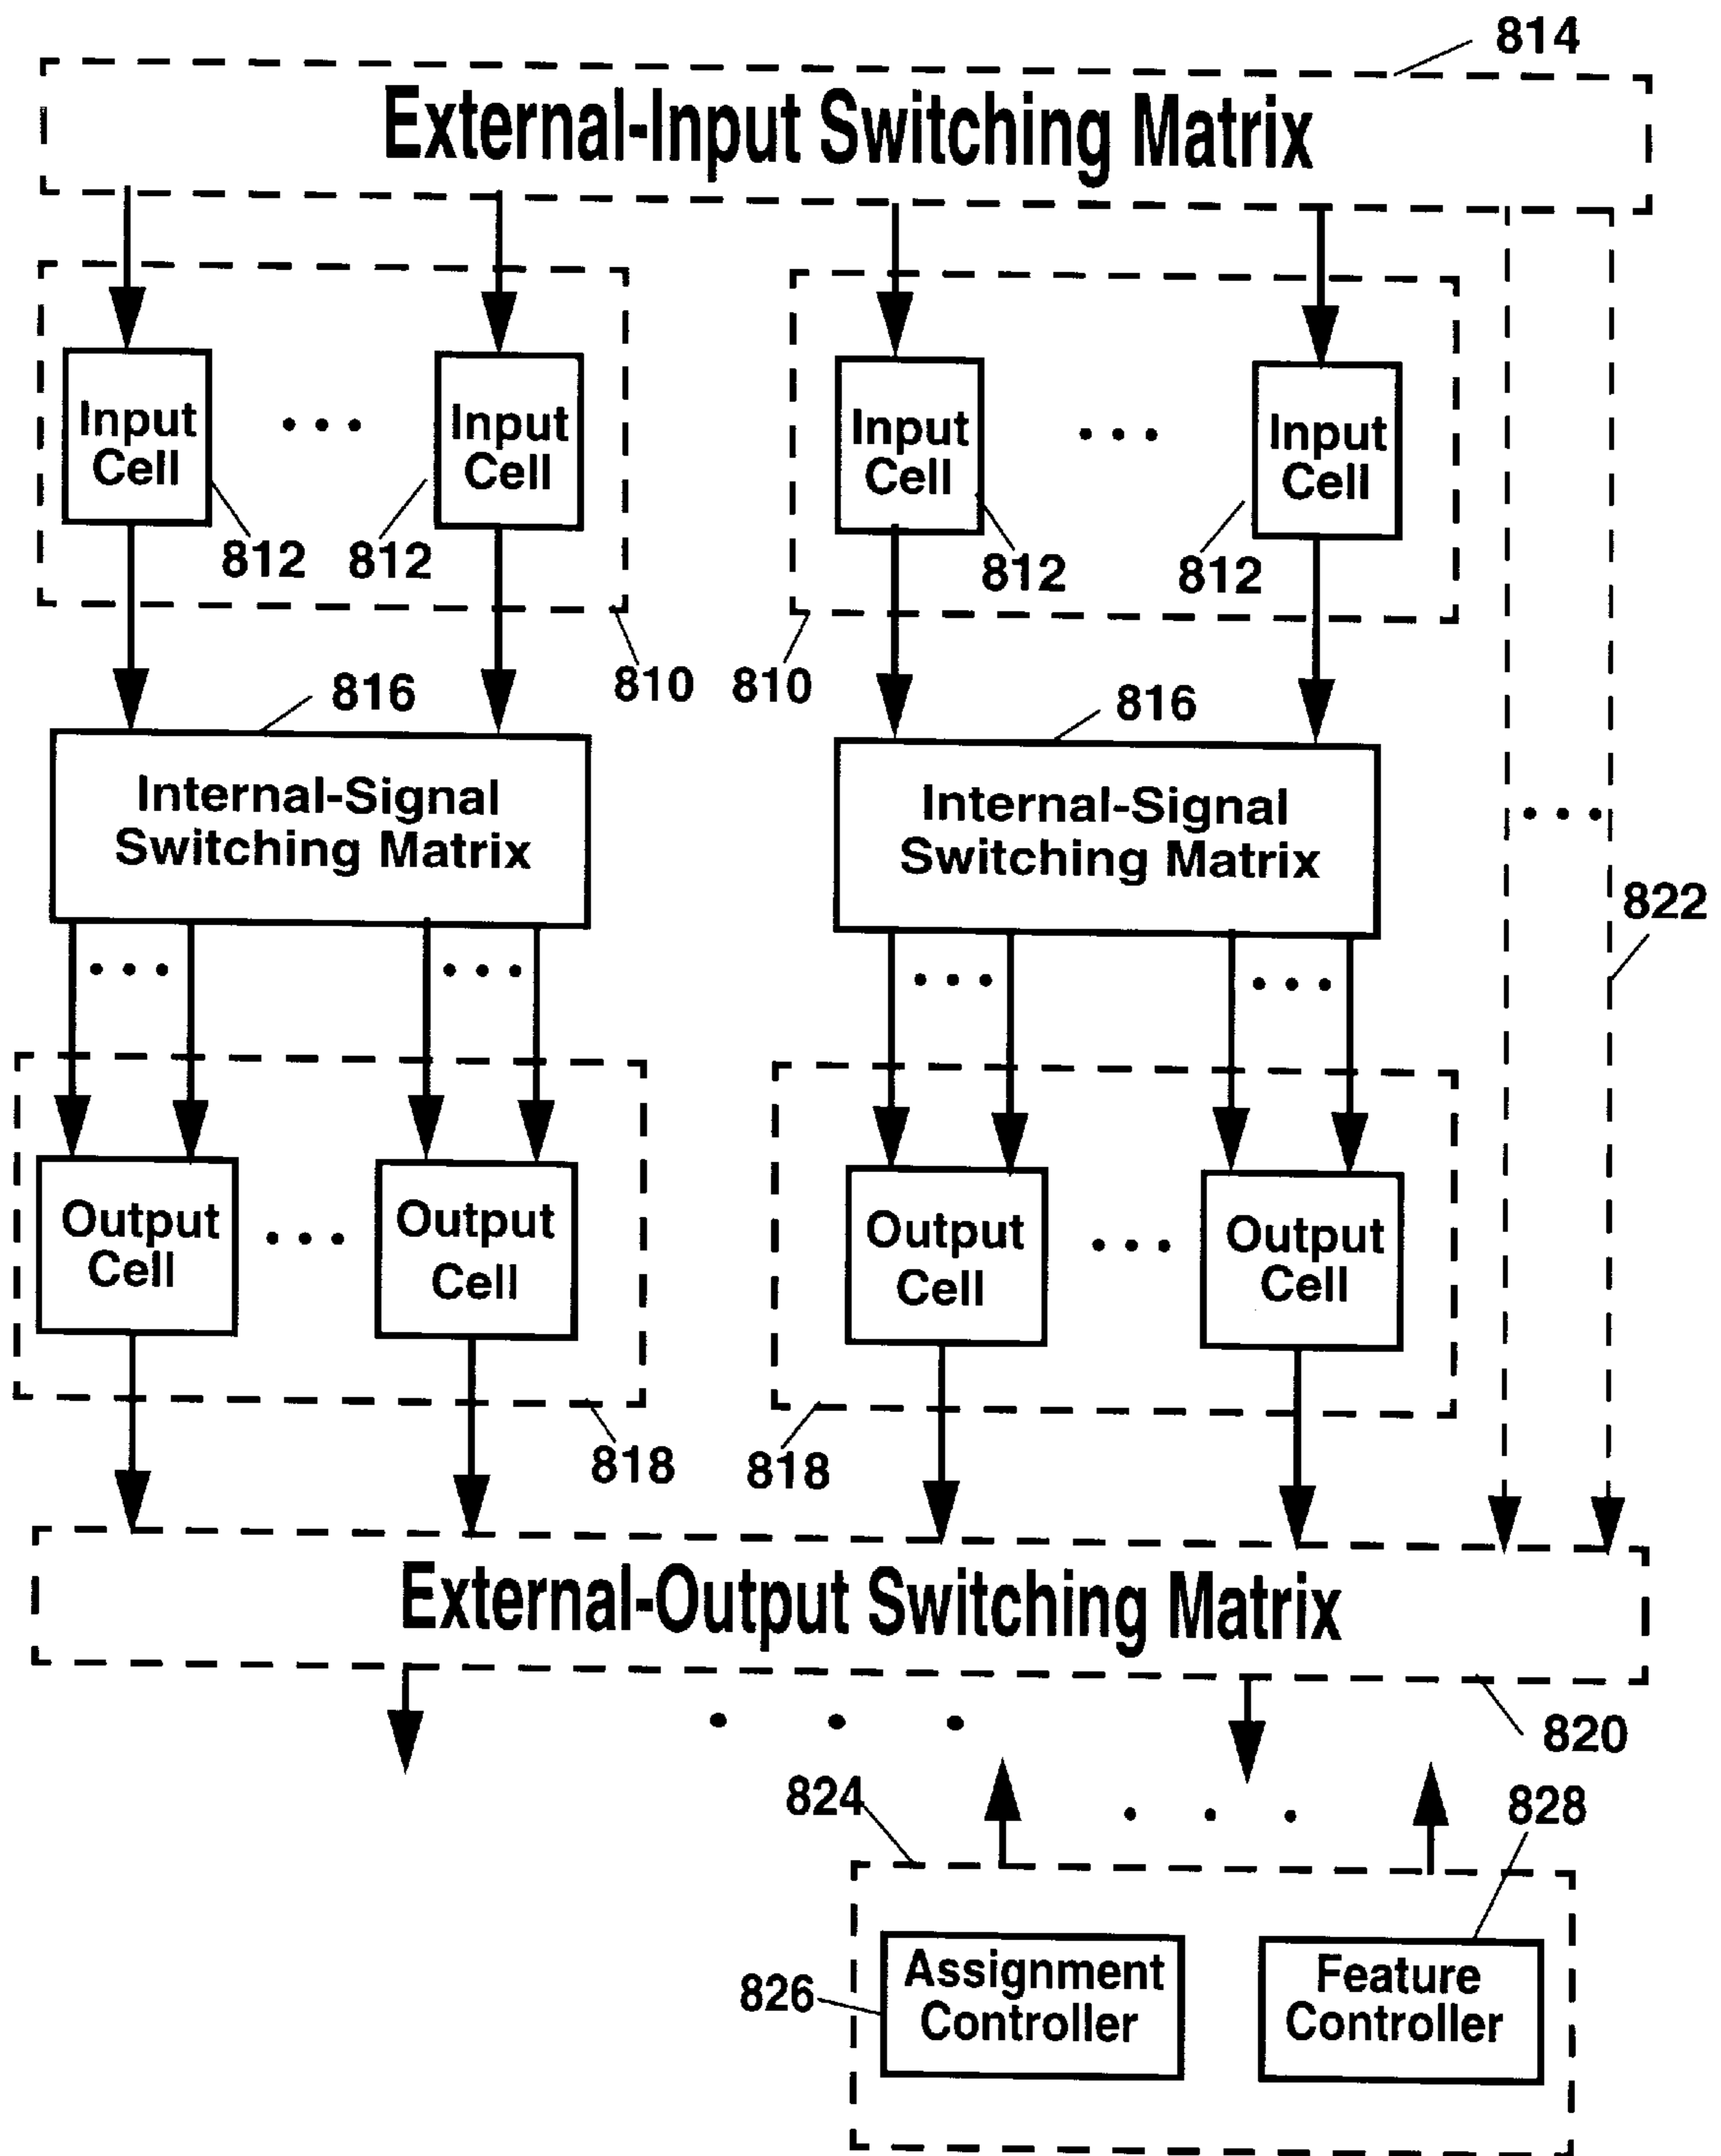 814
External-Input Switching Matrix
Input
Cell
Input
Cell
Input
Cell
Input
Cell
812
812
812
812
810
810
816
816
Internal-Signal
Switching Matrix
Internal-Signal
Switching Matrix
822
Output
Cell
Output
Cell
Output
Cell
Output
Cell
818
818
External-Output Switching Matrix
820
824
828
826
Assignment
Controller
Feature
Controller